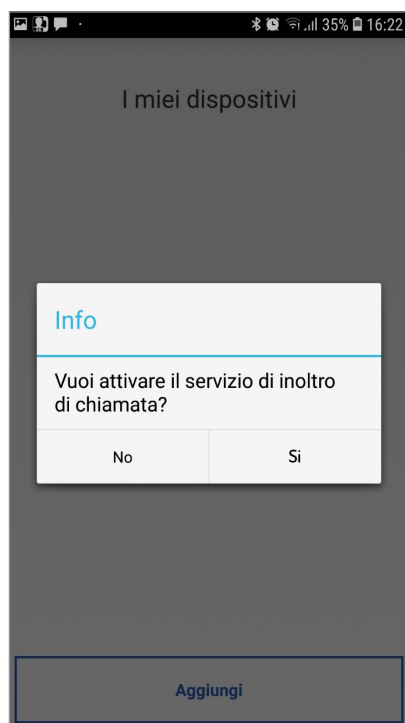 35% 16:22
I miei dispositivi
Info
Vuoi attivare il servizio di inoltro
di chiamata?
No Si
Aggiungi